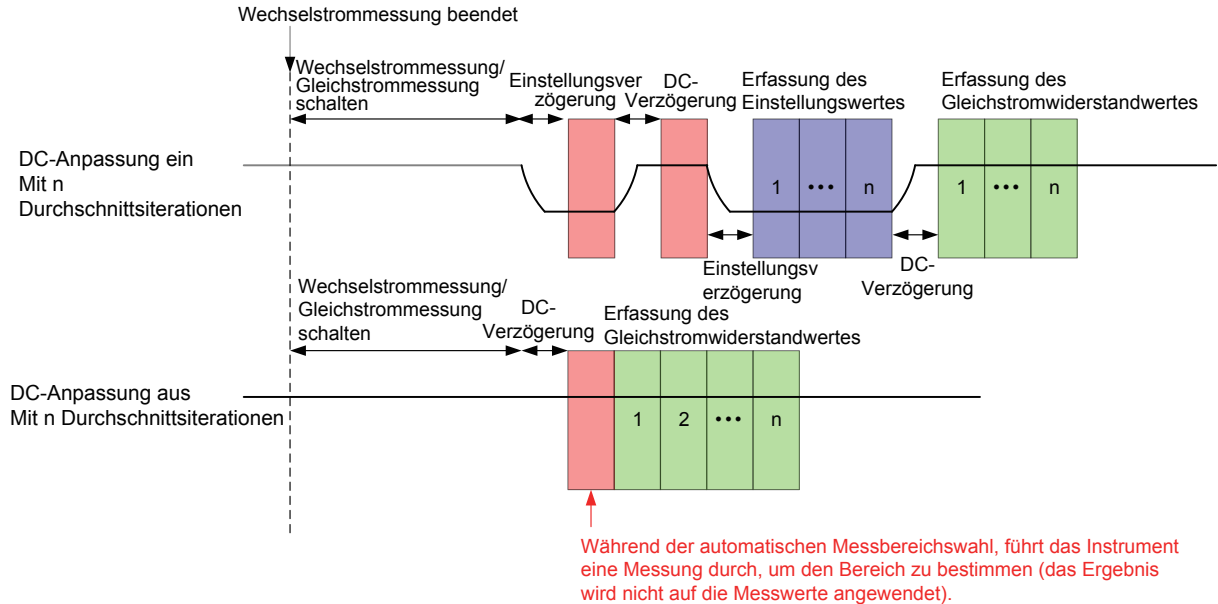 Wechselstrommessung beendet
Wechselstrommessung/
Gleichstrommessung
schalten
Einstellungsver
zögerung
DC-
Verzögerung
Erfassung des
Einstellungswertes
Erfassung des
Gleichstromwiderstandwertes
DC-Anpassung ein
Mit n
Durchschnittsiterationen
1 ••• n
1 ••• n
Einstellungsv
erzögerung
DC-
Verzögerung
Wechselstrommessung/
Gleichstrommessung
schalten
DC-
Verzögerung
Erfassung des
Gleichstromwiderstandwertes
DC-Anpassung aus
Mit n Durchschnittsiterationen
1 2 ••• n
Während der automatischen Messbereichswahl, führt das Instrument
eine Messung durch, um den Bereich zu bestimmen (das Ergebnis
wird nicht auf die Messwerte angewendet).